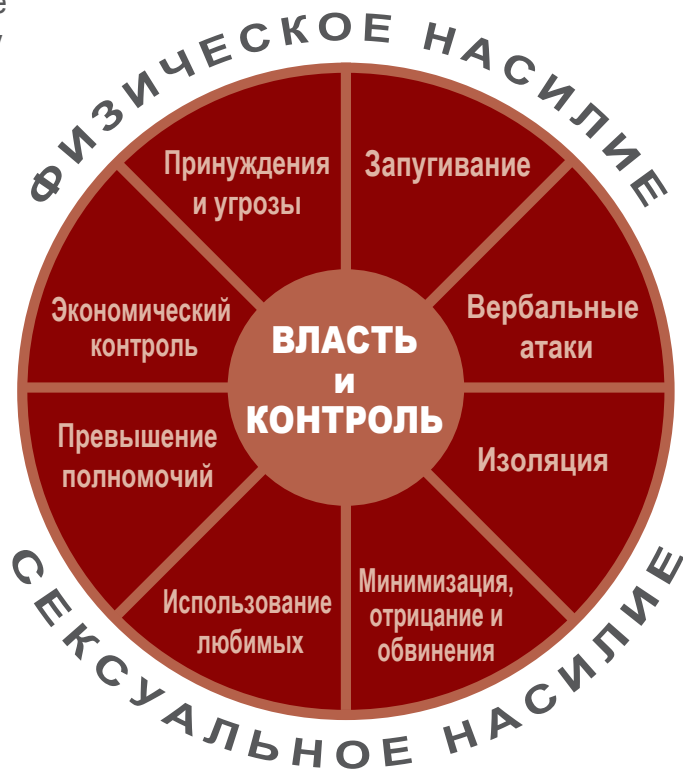 е
у
ФИЗИЧЕСКОЕ НАСИЛИЕ
Принуждения
и угрозы
Запугивание
Экономический
контроль
Вербальные
атаки
ВЛАСТЬ
и
КОНТРОЛЬ
Превышение
полномочий
Изоляция
Использование
любимых
Минимизация,
отрицание и
обвинения
СЕКСУАЛЬНОЕ НАСИЛИЕ